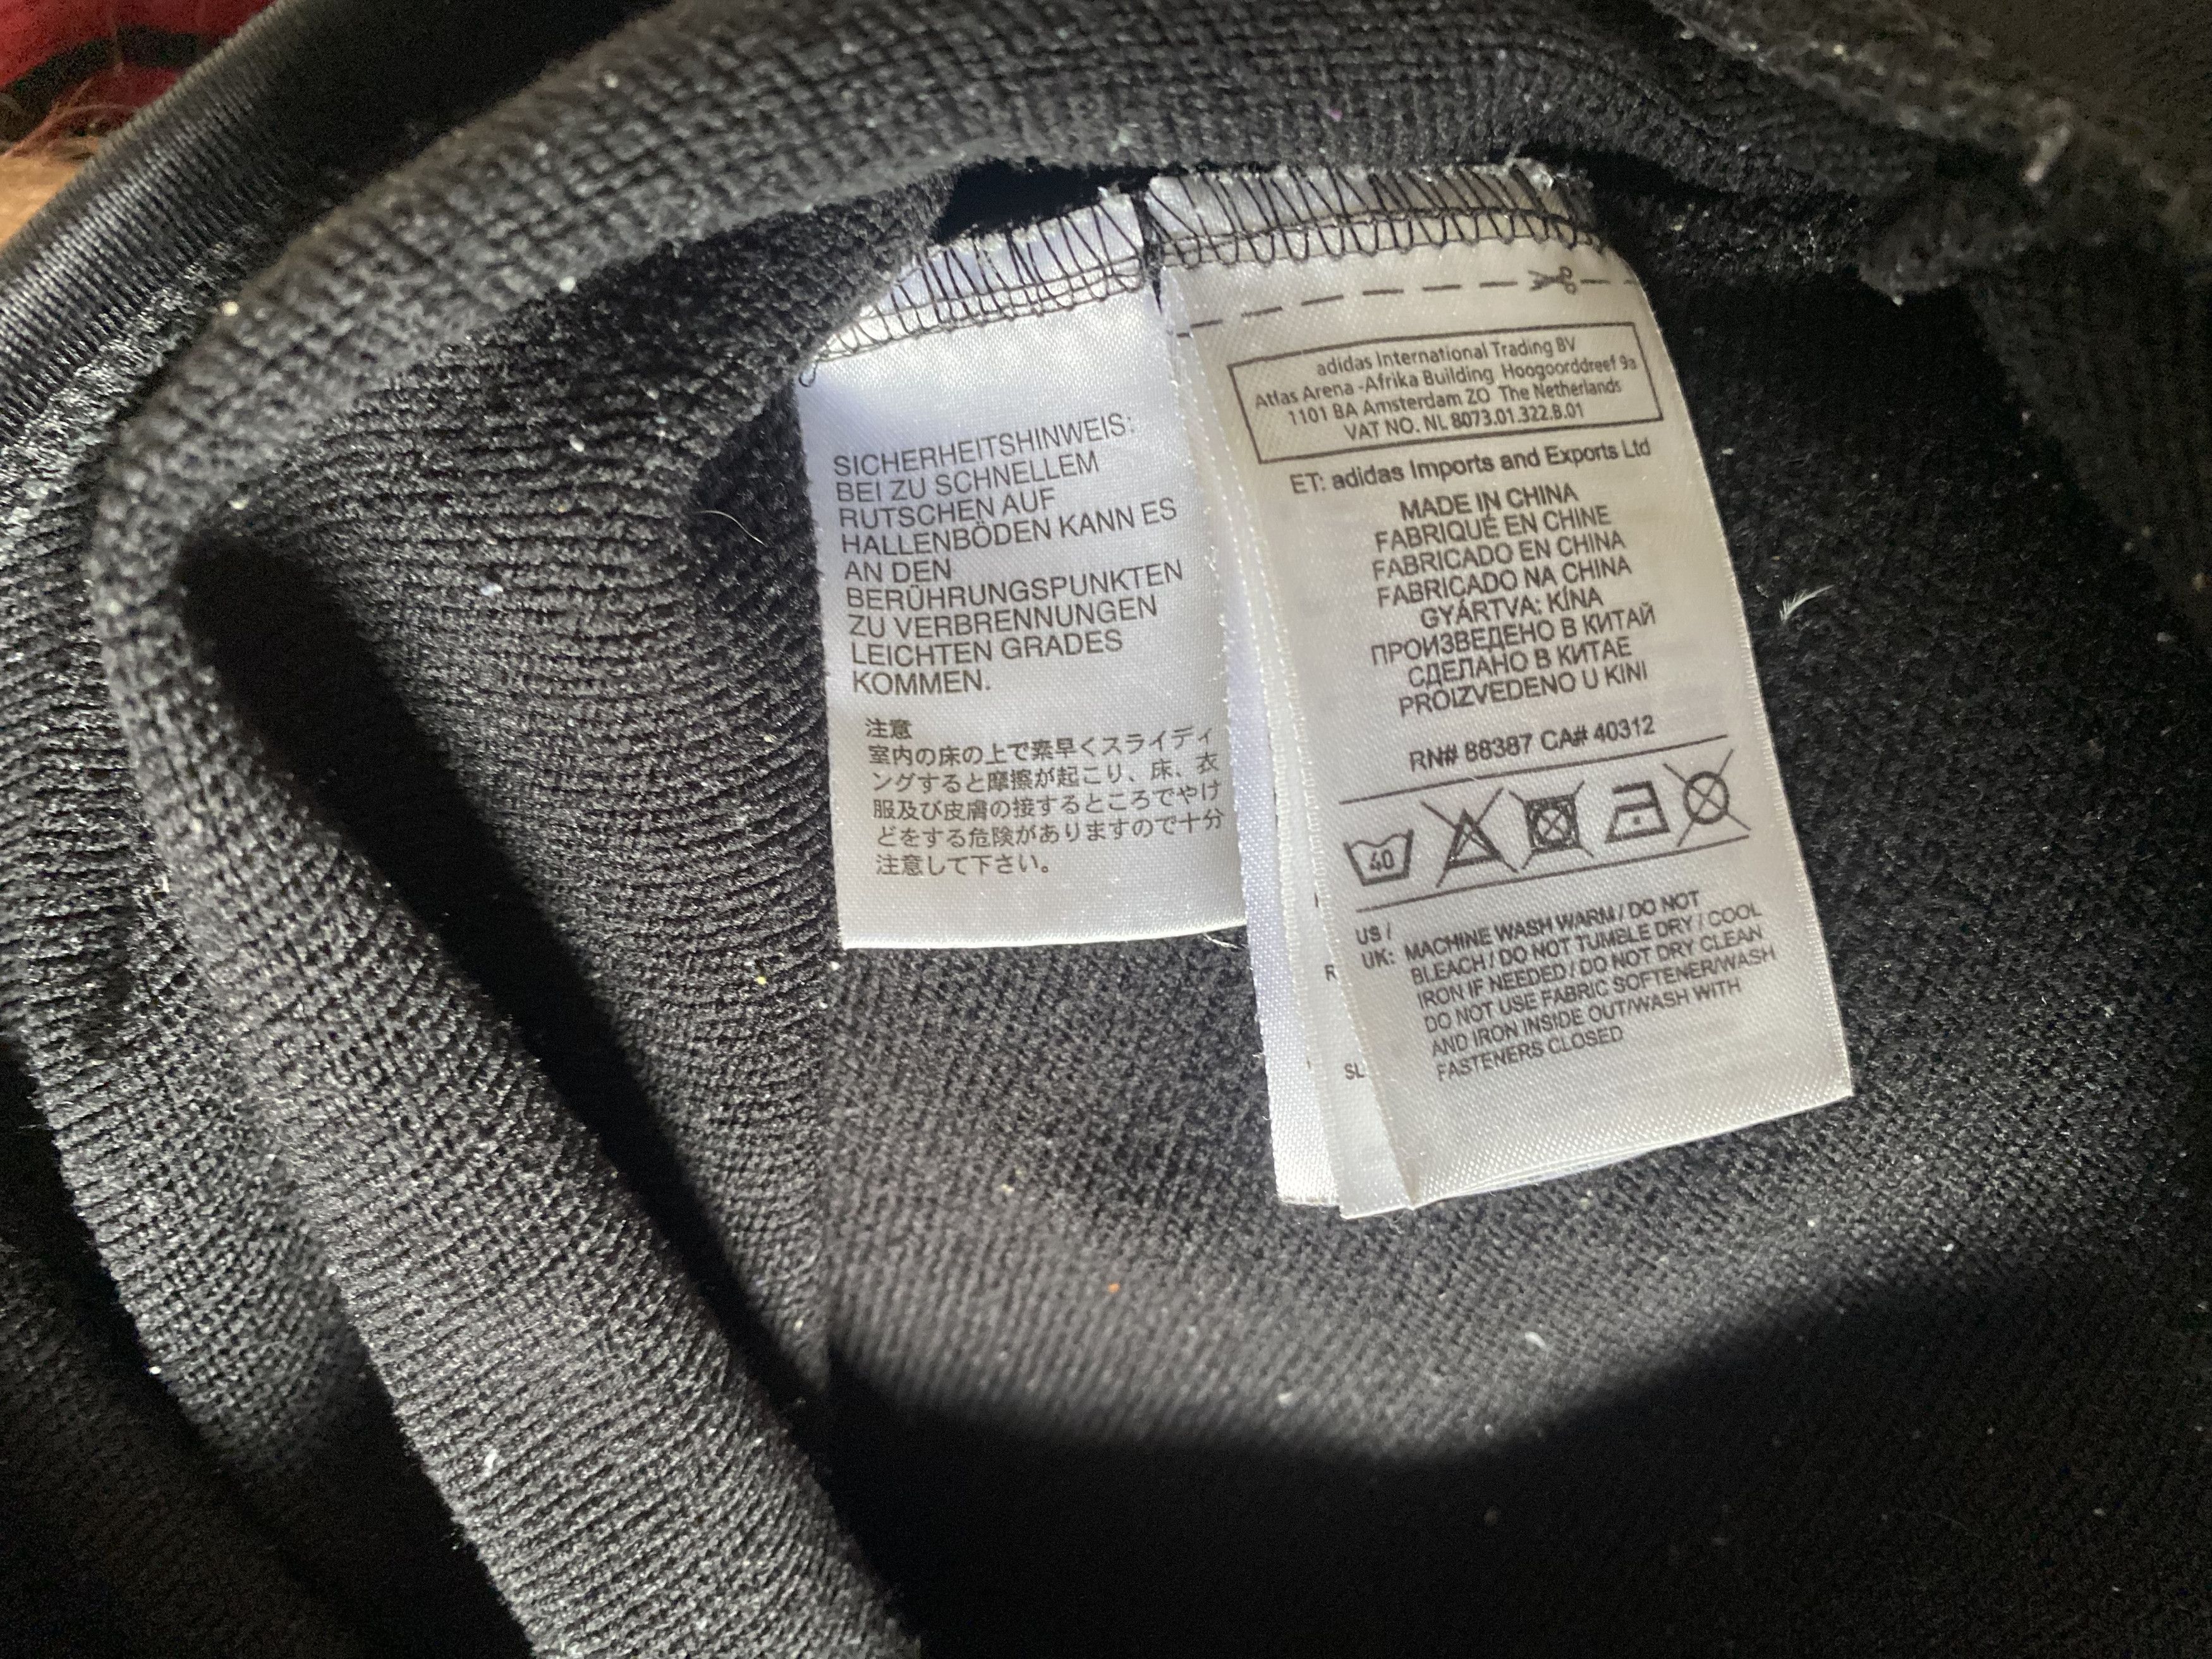 SICHERHEITSHINWEIS:
BEI ZU SCHNELLEM
RUTSCHEN AUF
HALLENBÖDEN KANN ES
AN DEN
BERÜHRUNGSPUNKTEN
ZU VERBRENNUNGEN
LEICHTEN GRADES
KOMMEN.
注意
室内の床の上で素早くスライディ
ングすると摩擦が起こり、床、衣
服及び皮膚の接するところでやけ
どをする危険がありますので十分
注意して下さい。
adidas International Trading BV
Atlas Arena -Afrika Building Hoogoorddreef 9a
1101 BA Amsterdam ZO The Netherlands
VAT NO. NL 8073.01.322.B.01
ET: adidas Imports and Exports Ltd
MADE IN CHINA
FABRIQUÉ EN CHINE
FABRICADO EN CHINA
FABRICADO NA CHINA
GYÁRTVA: KÍNA
ПРОИЗВЕДЕНО В КИТАЙ
СДЕЛАНО В КИТАЕ
PROIZVEDENO U KINI
RN# 88387 CA# 40312
40
US / MACHINE WASH WARM / DO NOT
UK: BLEACH / DO NOT TUMBLE DRY / COOL
IRON IF NEEDED / DO NOT DRY CLEAN
DO NOT USE FABRIC SOFTENER/WASH
AND IRON INSIDE OUT/WASH WITH
FASTENERS CLOSED
R
SL